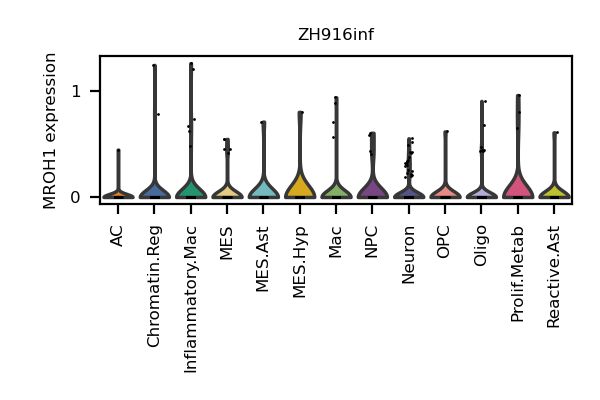 ZH916inf
MROH1 expression
1
0
AC
Chromatin.Reg
Inflammatory.Mac
MES
MES.Ast
MES.Hyp
Mac
NPC
Neuron
OPC
Oligo
Prolif.Metab
Reactive.Ast